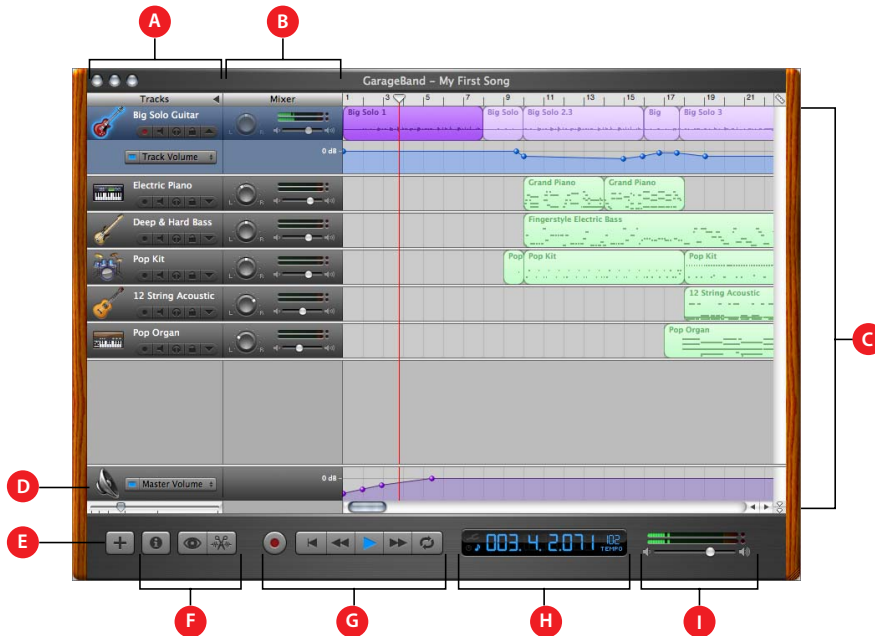 A
B
GarageBand – My First Song
Tracks
Mixer
1 3 5 7 9 11 13 15 17 19 21
Big Solo Guitar
L R
Big Solo 1
Big Solo
Big Solo 2.3
Big
Big Solo 3
Track Volume
0 dB
Electric Piano
L R
Grand Piano
Grand Piano
Deep & Hard Bass
L R
Fingerstyle Electric Bass
Pop Kit
L R
Pop
Pop Kit
Pop Kit
12 String Acoustic
L R
12 String Acoustic
Pop Organ
L R
Pop Organ
C
D
Master Volume
0 dB
E
003. 4. 2.071
102
TEMPO
F
G
H
I